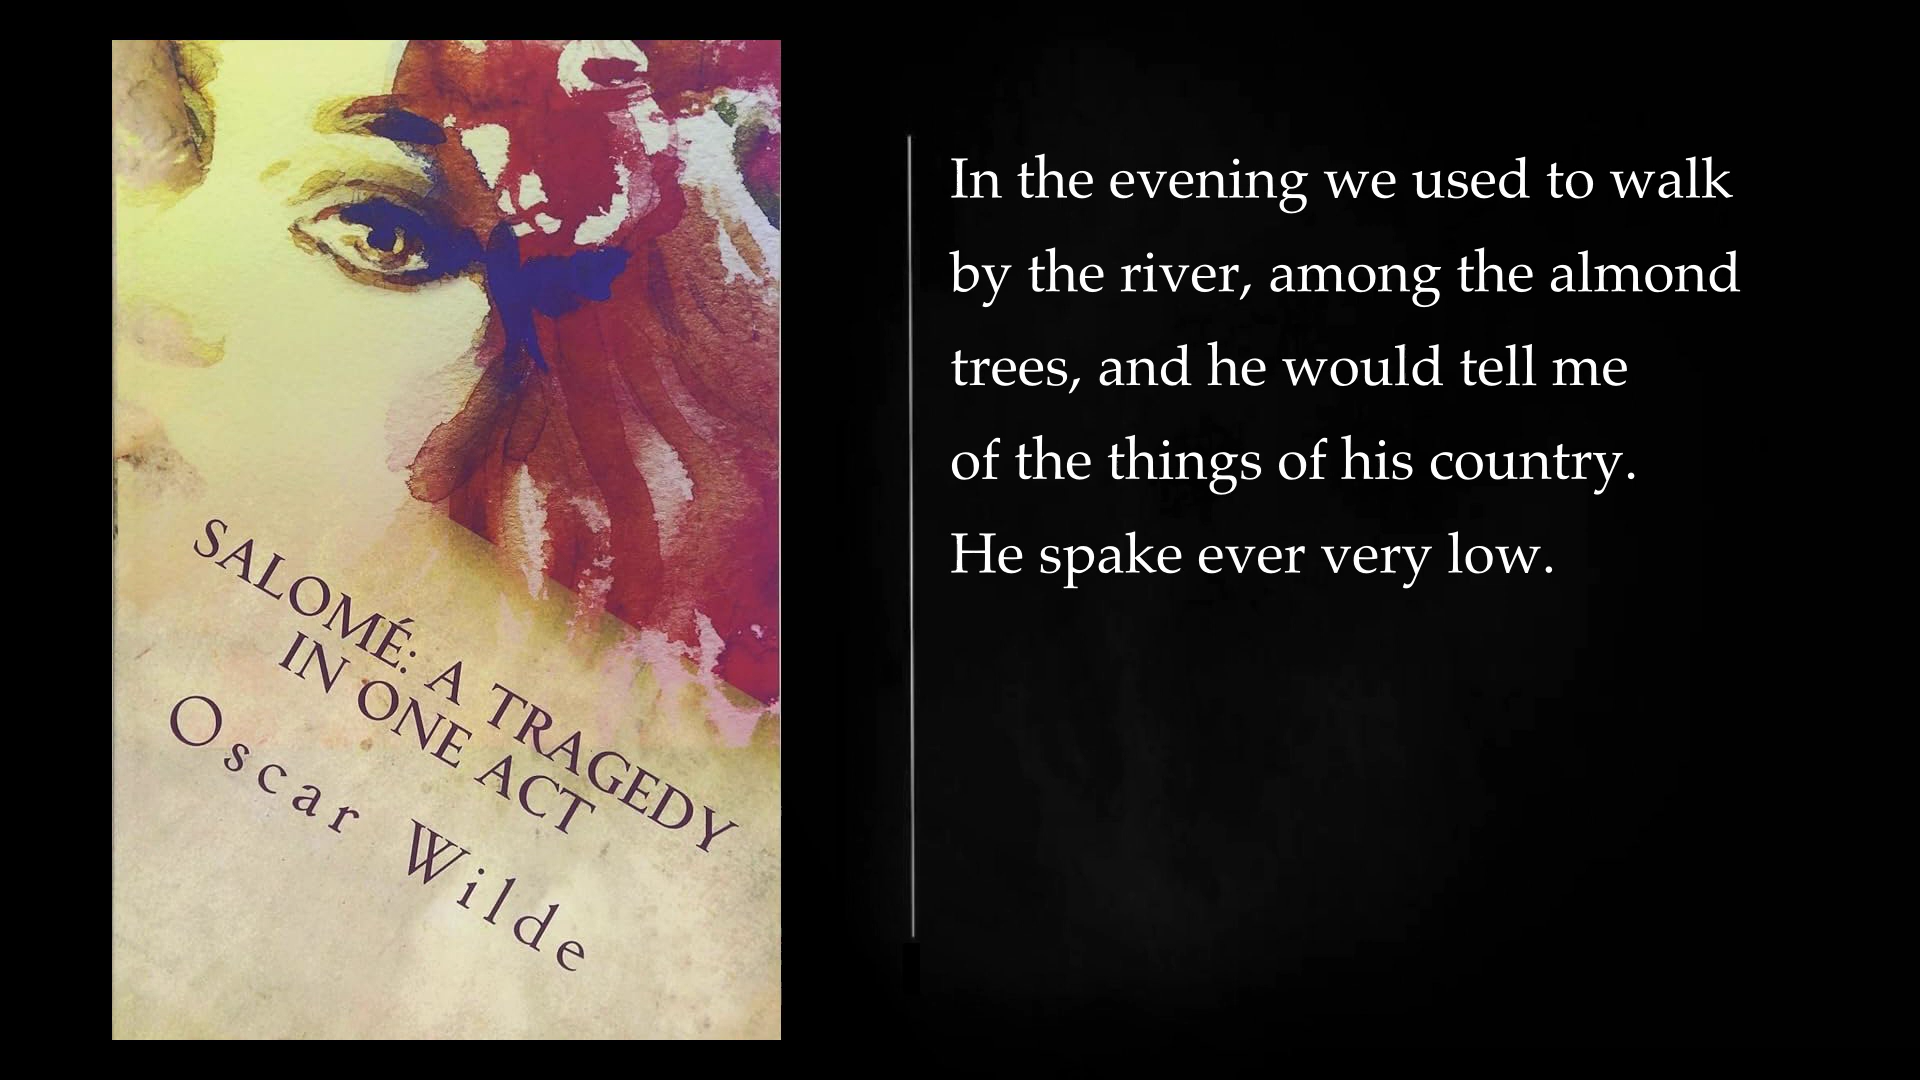 SALOMÉ: A TRAGEDY
IN ONE ACT
Oscar Wilde
In the evening we used to walk
by the river, among the almond
trees, and he would tell me
of the things of his country.
He spake ever very low.